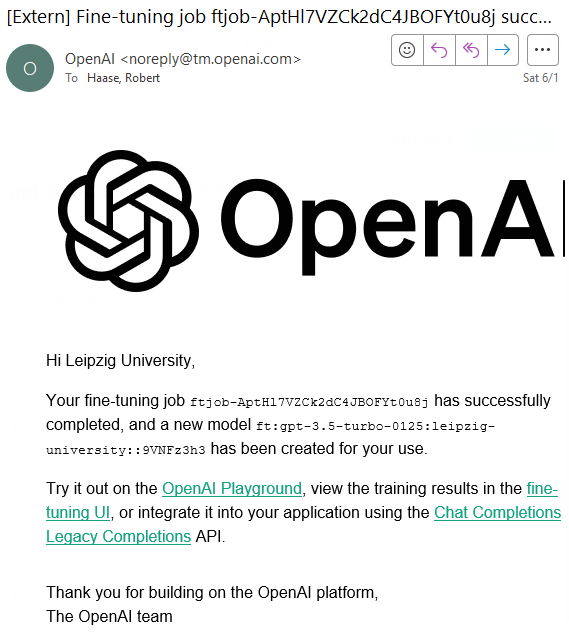 [Extern] Fine-tuning job ftjob-AptHl7VZCk2dC4JBOFYt0u8j succ...
O
OpenAI <noreply@tm.openai.com>
To Haase, Robert
Sat 6/1
OpenAI
Hi Leipzig University,
Your fine-tuning job ftjob-AptHl7VZCk2dC4JBOFYt0u8j has successfully
completed, and a new model ft:gpt-3.5-turbo-0125:leipzig-
university::9VNFz3h3 has been created for your use.
Try it out on the OpenAI Playground, view the training results in the fine-
tuning UI, or integrate it into your application using the Chat Completions
Legacy Completions API.
Thank you for building on the OpenAI platform,
The OpenAI team